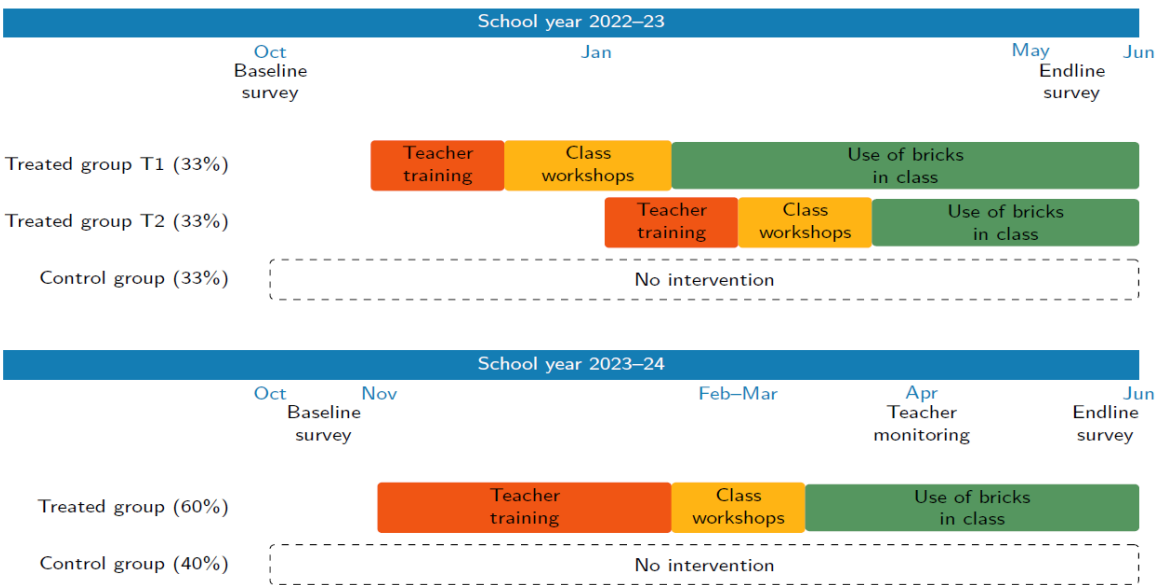 School year 2022–23
Oct Jan May Jun
Baseline Endline
survey survey
Treated group T1 (33%) Teacher Class Use of bricks
training workshops in class
Treated group T2 (33%) Teacher Class Use of bricks
training workshops in class
Control group (33%) No intervention
School year 2023–24
Oct Nov Feb–Mar Apr Jun
Baseline Teacher Endline
survey monitoring survey
Treated group (60%) Teacher Class Use of bricks
training workshops in class
Control group (40%) No intervention